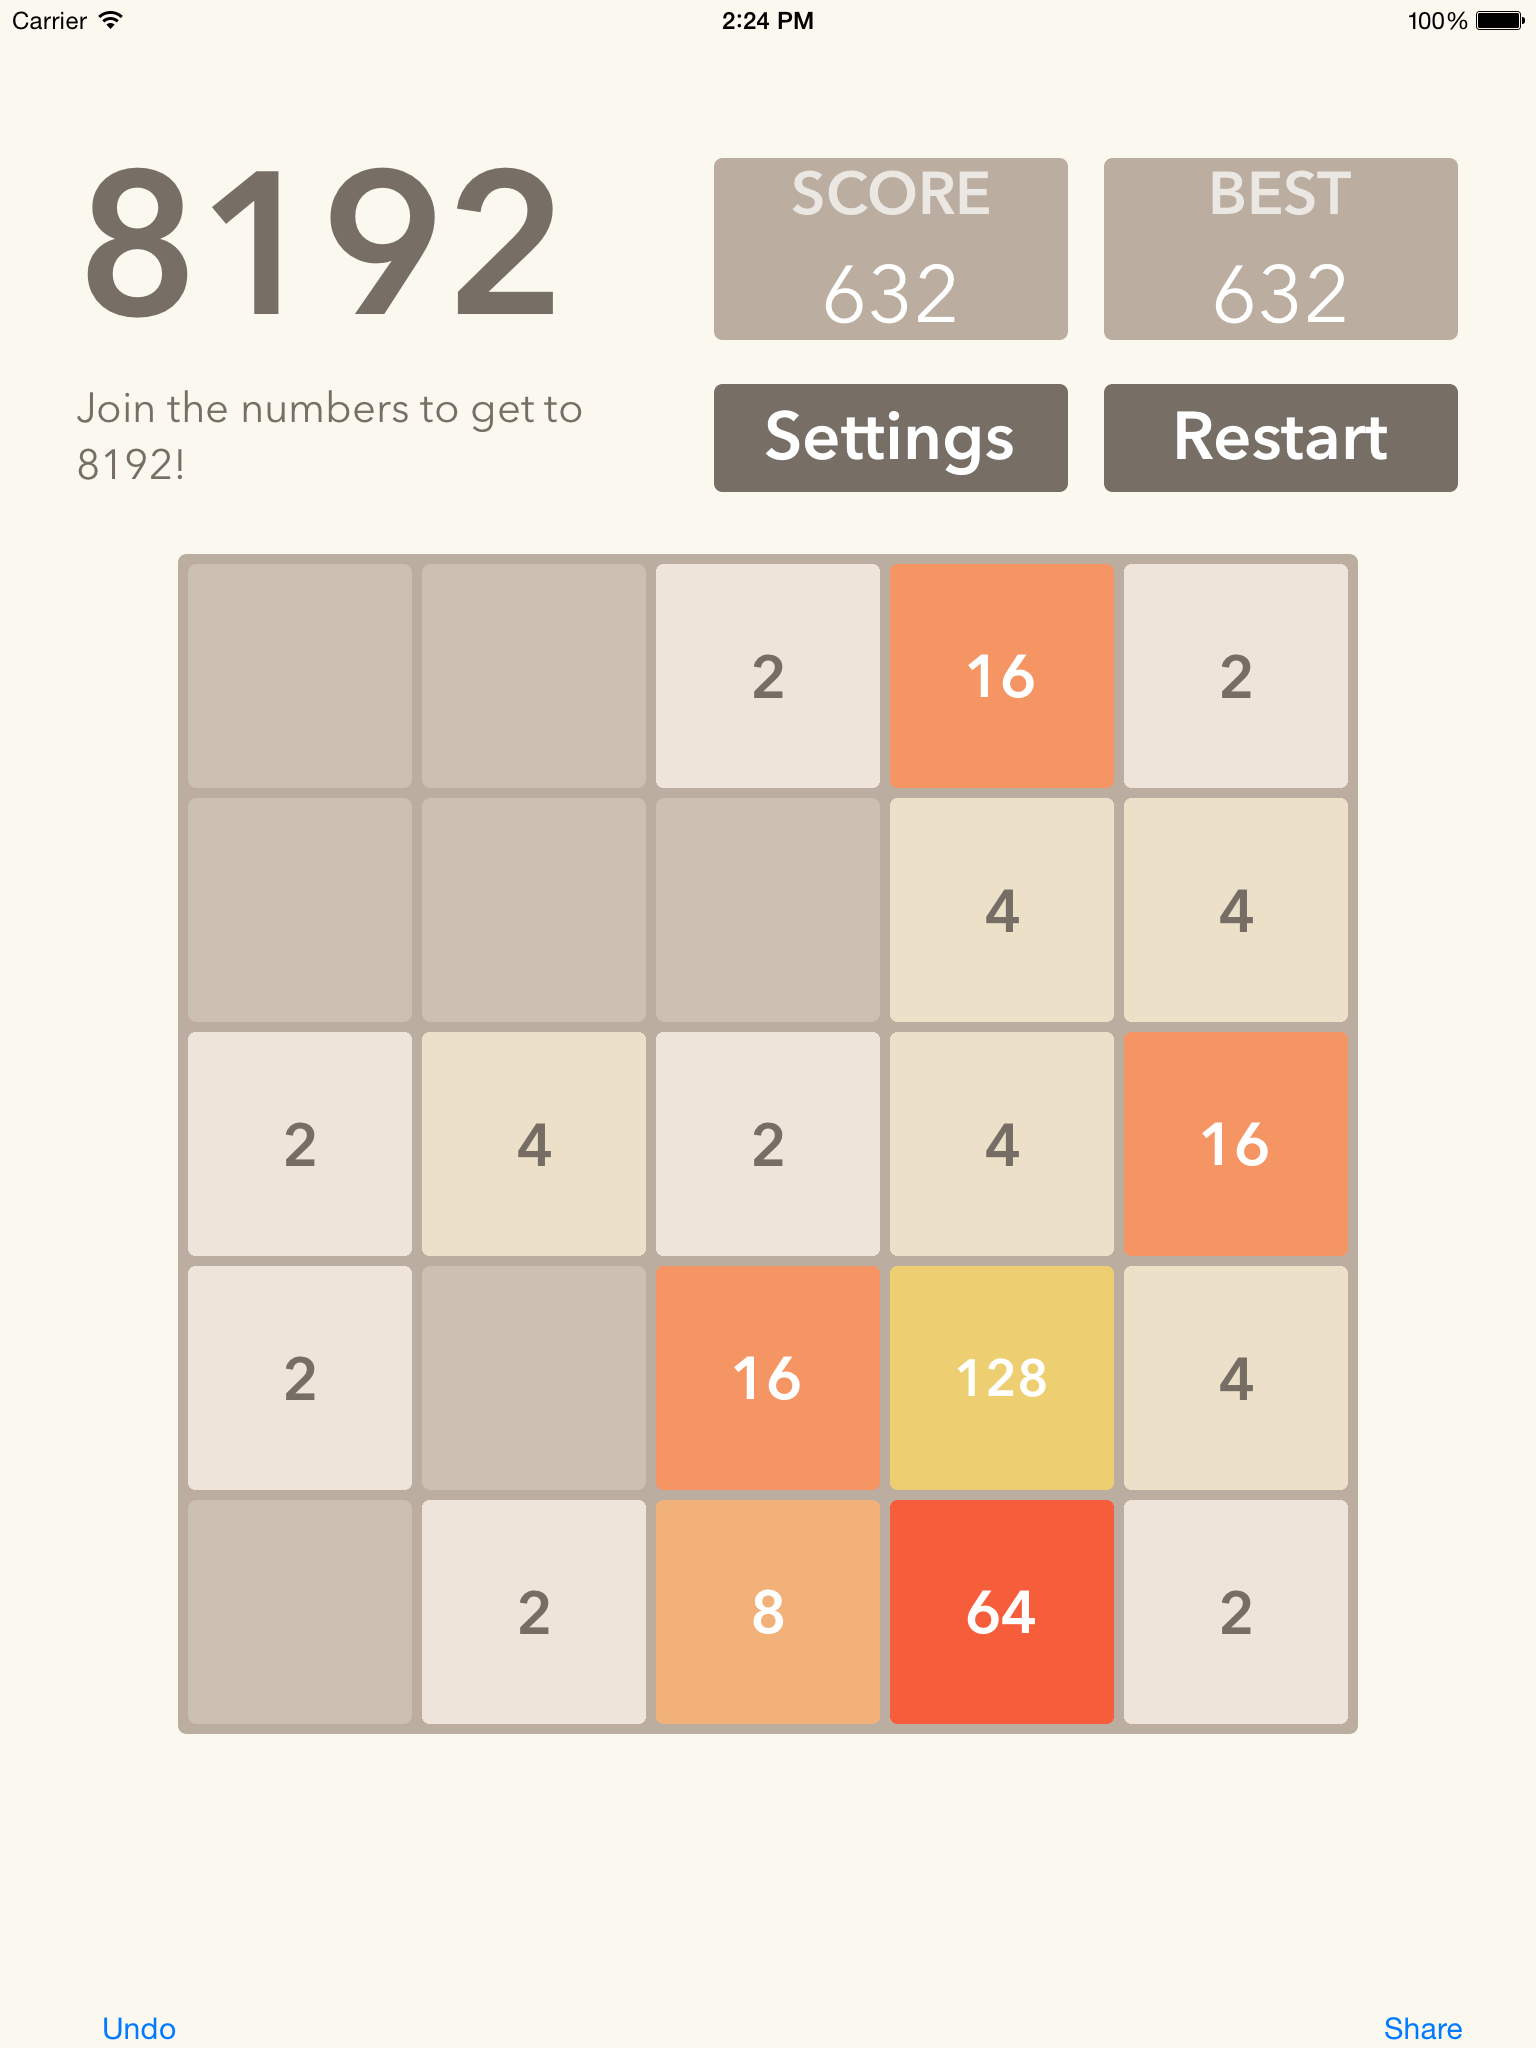 Carrier 2:24 PM 100%
8192
SCORE BEST
632 632
Join the numbers to get to
8192!
Settings Restart
2 16 2
4 4
2 4 2 4 16
2 16 128 4
2 8 64 2
Undo Share